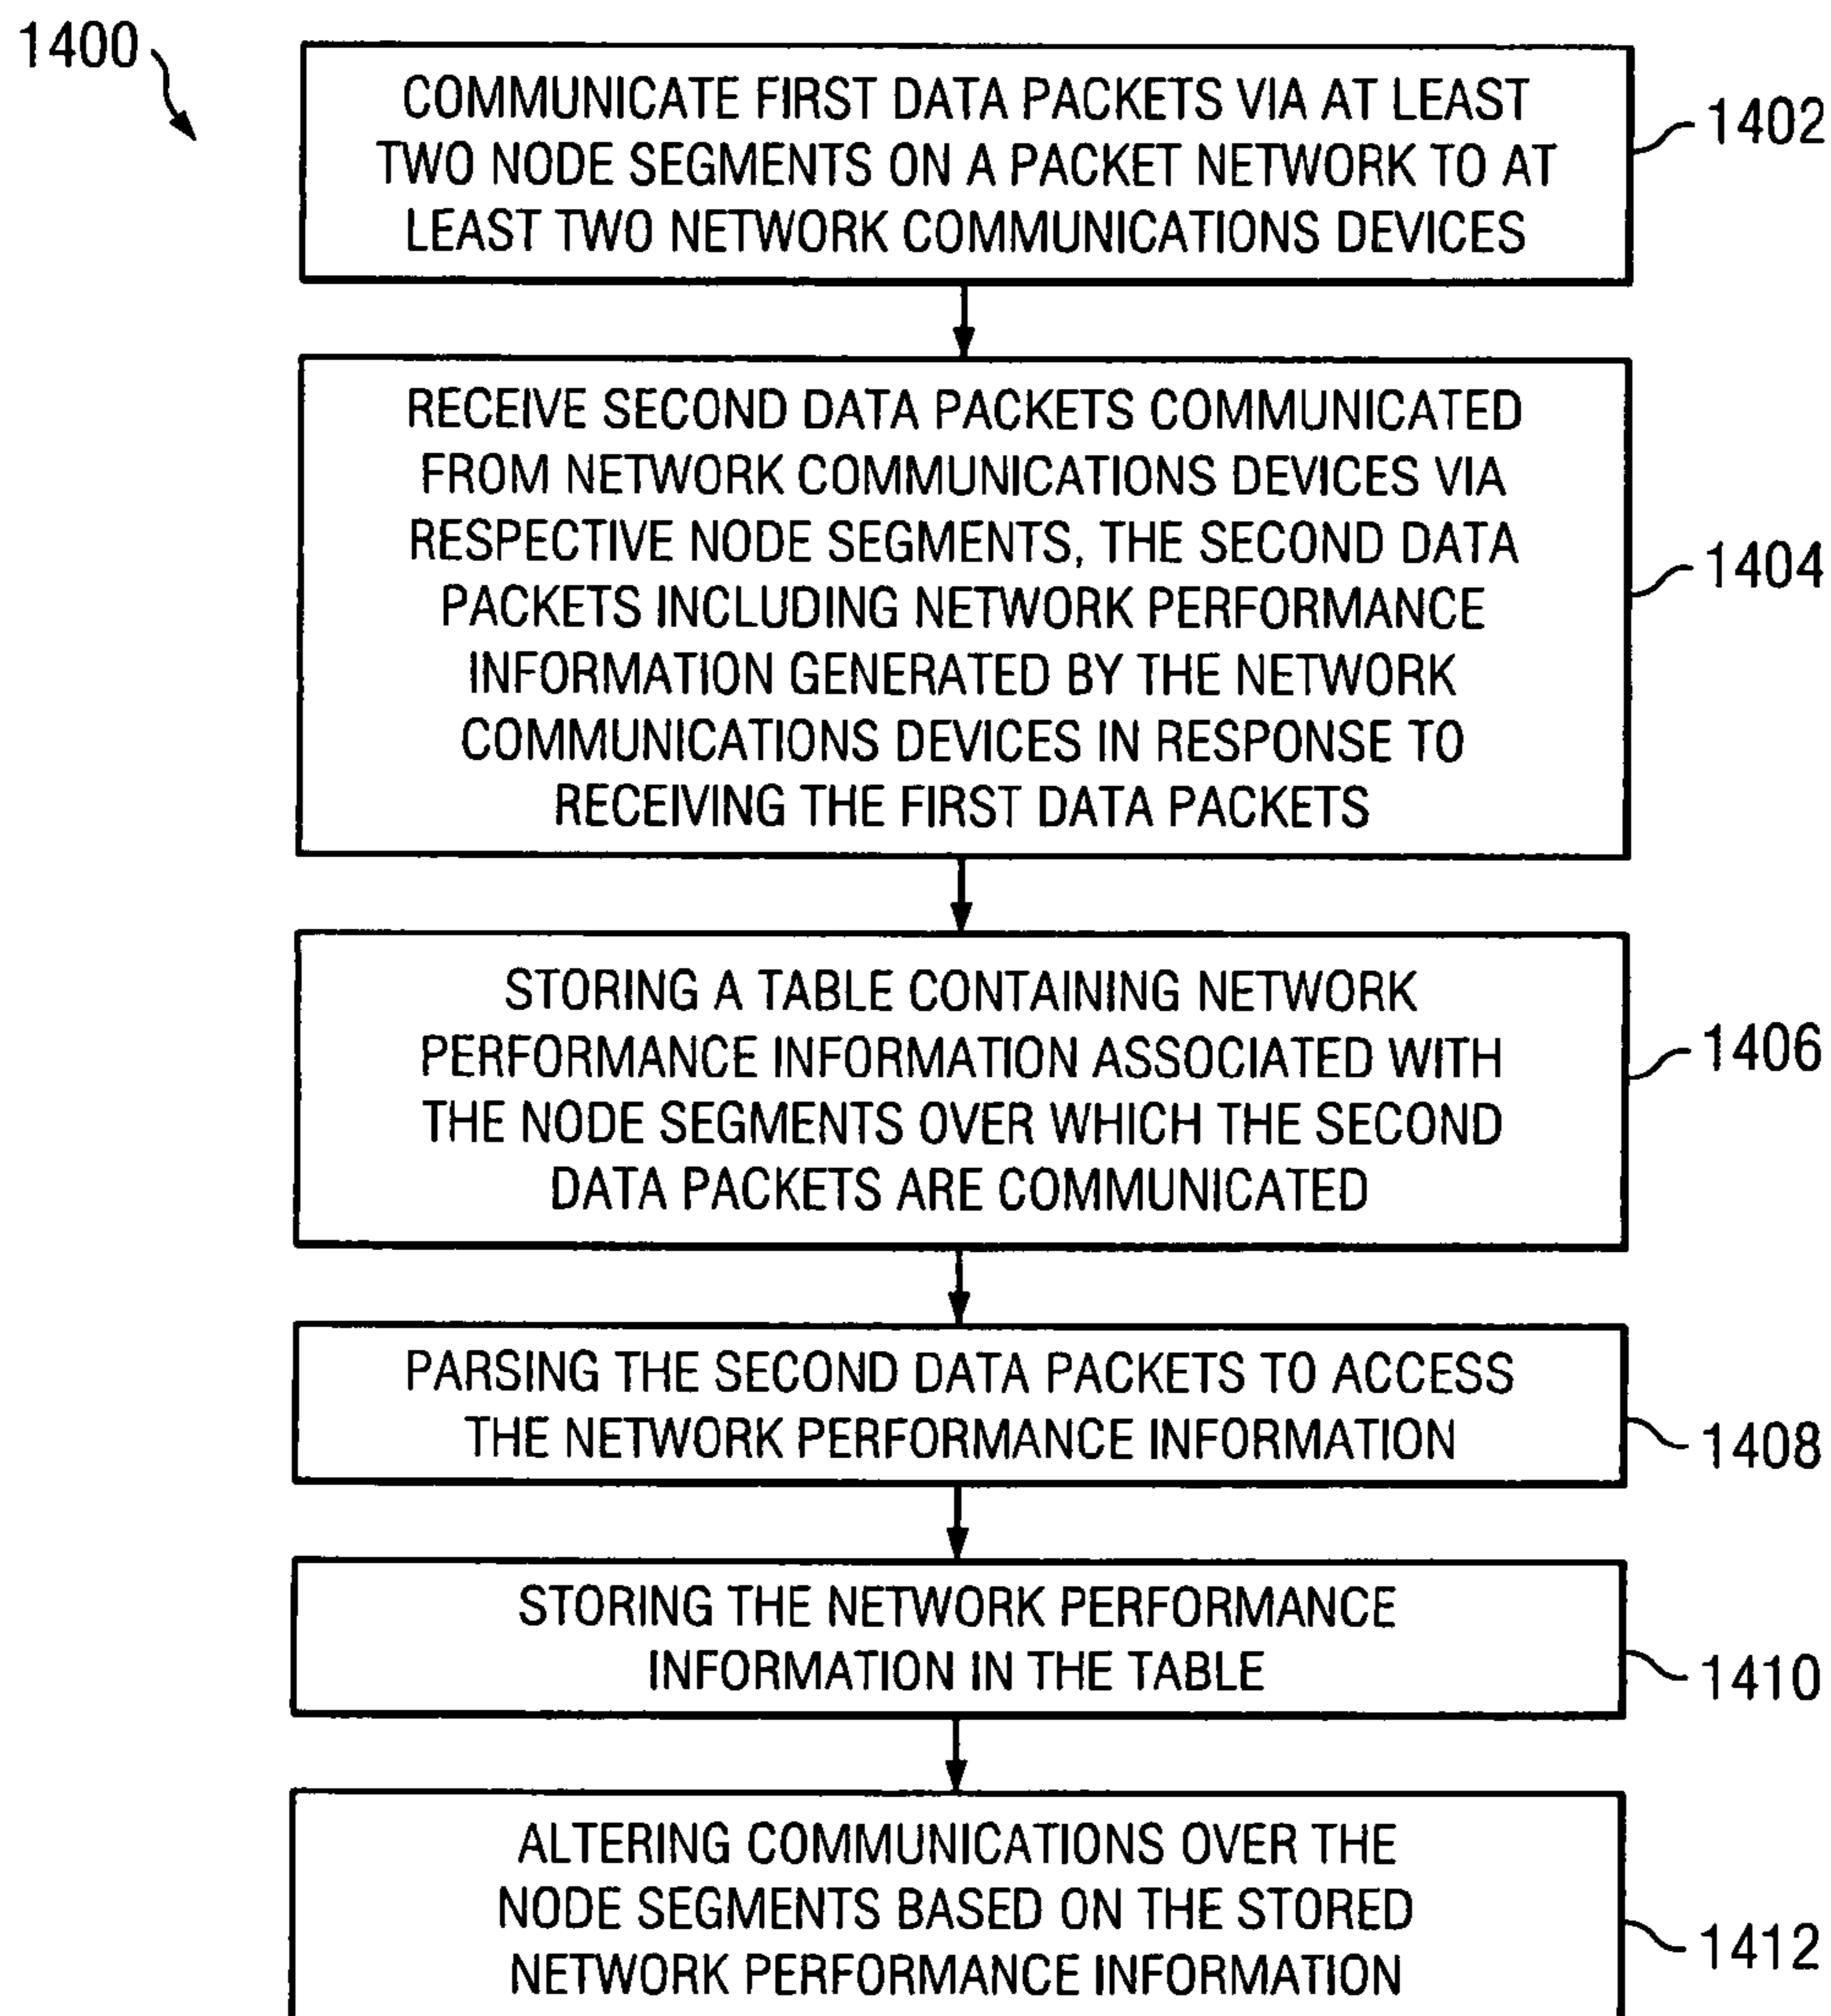 1400
COMMUNICATE FIRST DATA PACKETS VIA AT LEAST
TWO NODE SEGMENTS ON A PACKET NETWORK TO AT
LEAST TWO NETWORK COMMUNICATIONS DEVICES
1402
RECEIVE SECOND DATA PACKETS COMMUNICATED
FROM NETWORK COMMUNICATIONS DEVICES VIA
RESPECTIVE NODE SEGMENTS, THE SECOND DATA
PACKETS INCLUDING NETWORK PERFORMANCE
INFORMATION GENERATED BY THE NETWORK
COMMUNICATIONS DEVICES IN RESPONSE TO
RECEIVING THE FIRST DATA PACKETS
1404
STORING A TABLE CONTAINING NETWORK
PERFORMANCE INFORMATION ASSOCIATED WITH
THE NODE SEGMENTS OVER WHICH THE SECOND
DATA PACKETS ARE COMMUNICATED
1406
PARSING THE SECOND DATA PACKETS TO ACCESS
THE NETWORK PERFORMANCE INFORMATION
1408
STORING THE NETWORK PERFORMANCE
INFORMATION IN THE TABLE
1410
ALTERING COMMUNICATIONS OVER THE
NODE SEGMENTS BASED ON THE STORED
NETWORK PERFORMANCE INFORMATION
1412